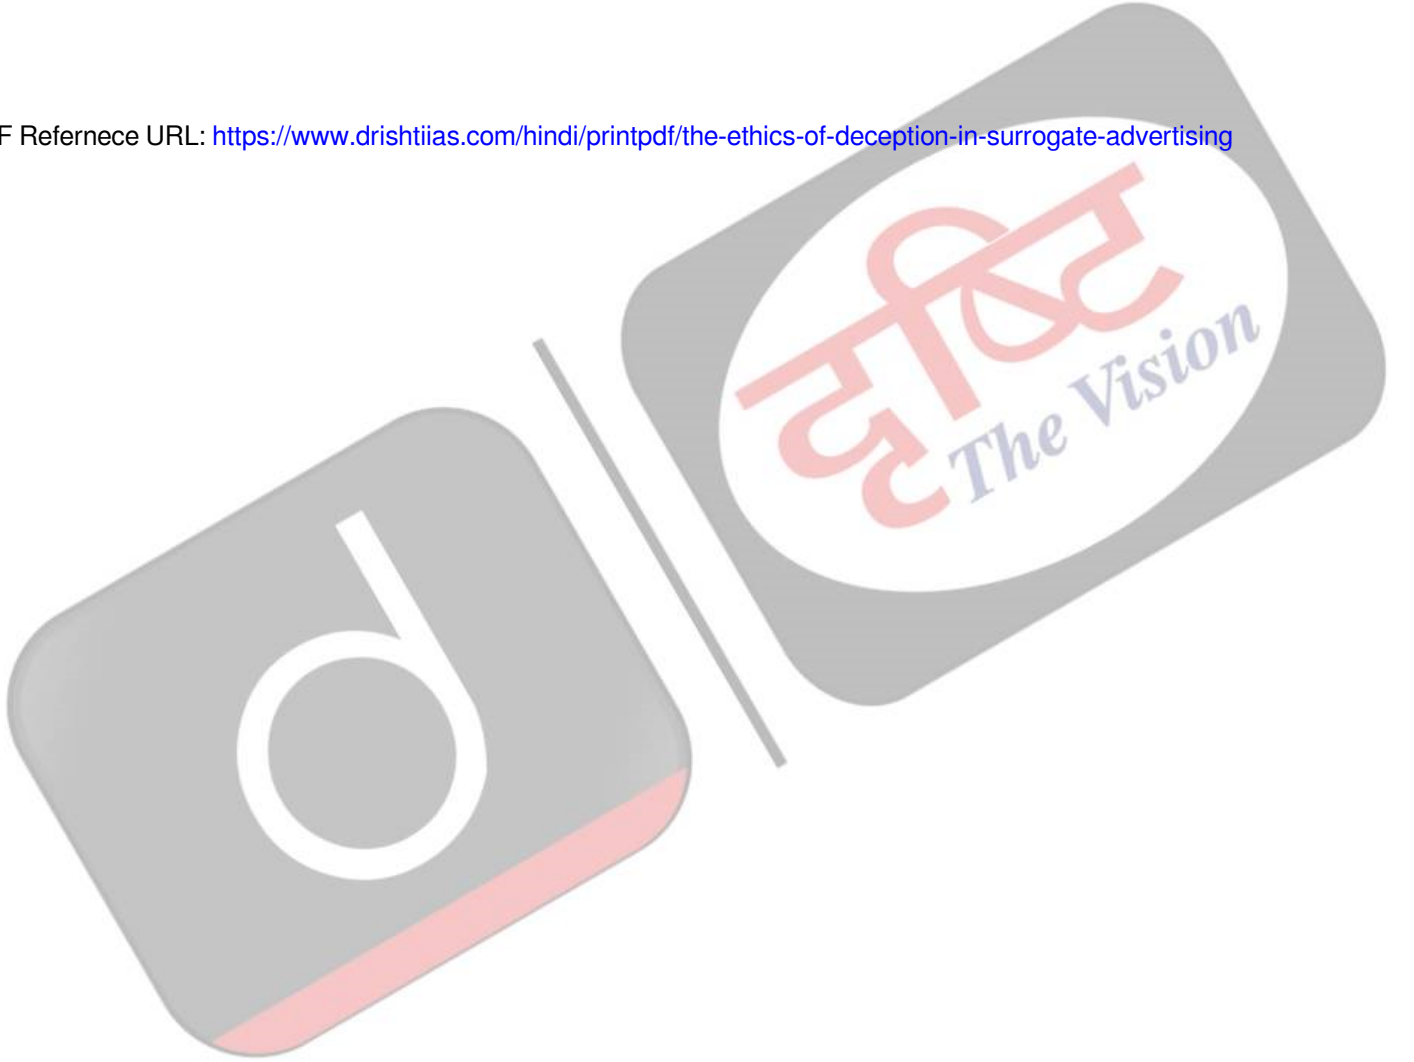 F Refernece URL: https://www.drishtiias.com/hindi/printpdf/the-ethics-of-deception-in-surrogate-advertising
दृष्टि
The Vision
d